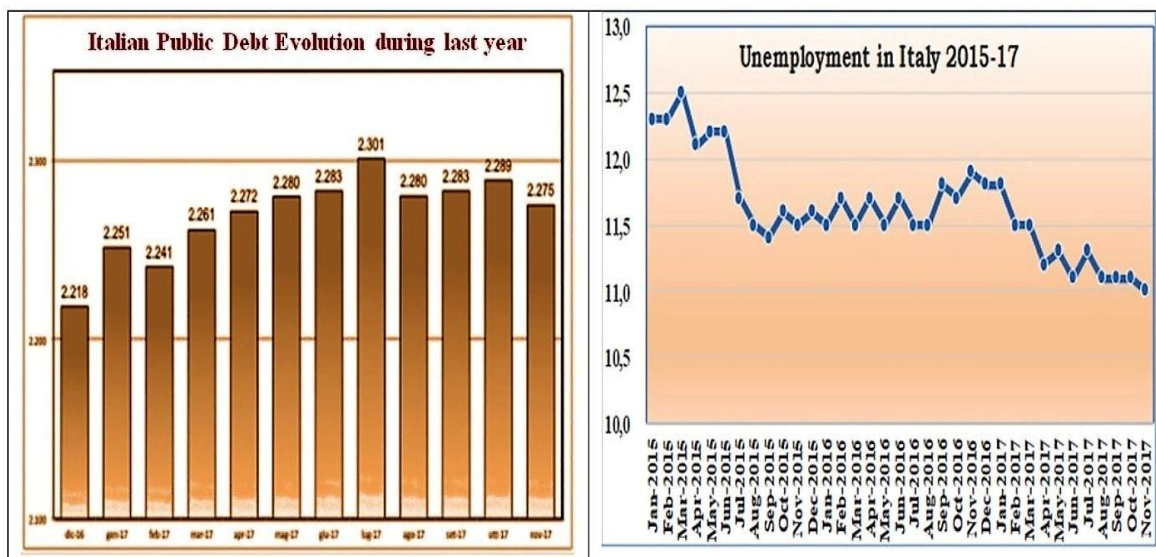 Italian Public Debt Evolution during last year
2.300
2.200
2.100
2.218
2.251
2.241
2.261
2.272
2.280
2.283
2.301
2.280
2.283
2.289
2.275
dic-16
gen-17
feb-17
mar-17
apr-17
mag-17
giu-17
lug-17
ago-17
set-17
ott-17
nov-17
Unemployment in Italy 2015-17
13,0
12,5
12,0
11,5
11,0
10,5
10,0
Jan-2015
Feb-2015
Mar-2015
Apr-2015
May-2015
Jun-2015
Jul-2015
Aug-2015
Sep-2015
Oct-2015
Nov-2015
Dec-2015
Jan-2016
Feb-2016
Mar-2016
Apr-2016
May-2016
Jun-2016
Jul-2016
Aug-2016
Sep-2016
Oct-2016
Nov-2016
Dec-2016
Jan-2017
Feb-2017
Mar-2017
Apr-2017
May-2017
Jun-2017
Jul-2017
Aug-2017
Sep-2017
Oct-2017
Nov-2017